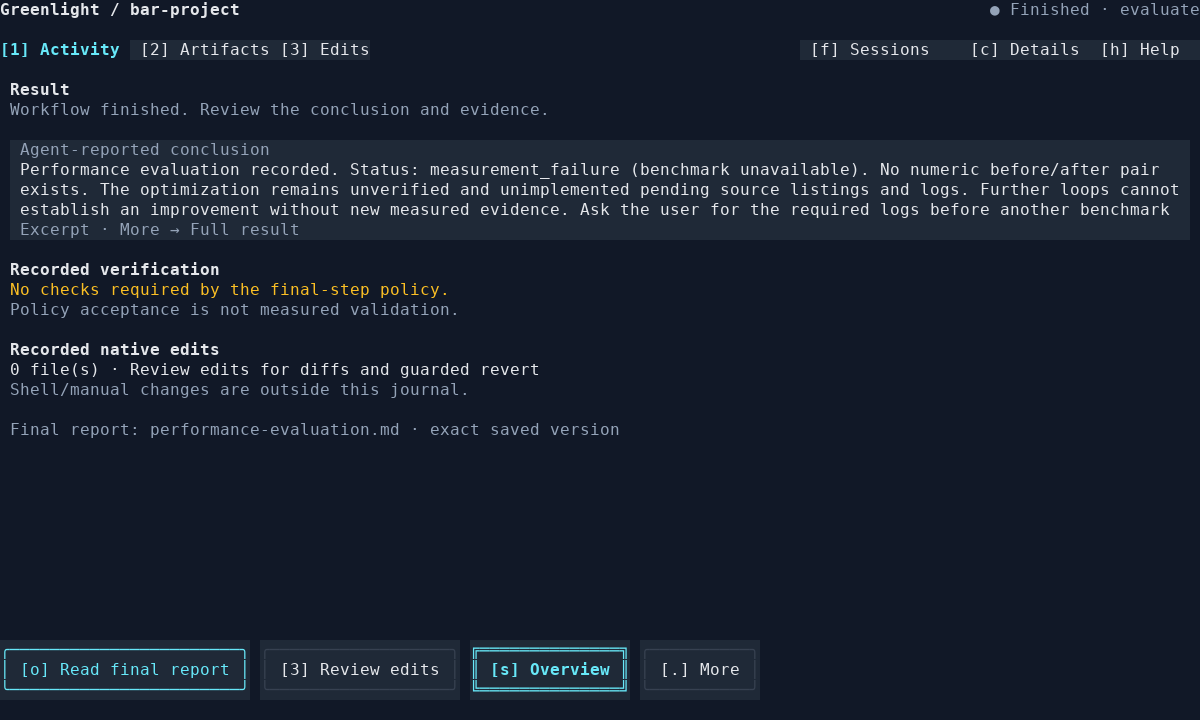 Greenlight / bar-project ● Finished · evaluate
[1] Activity [2] Artifacts [3] Edits [f] Sessions [c] Details [h] Help
Result
Workflow finished. Review the conclusion and evidence.
Agent-reported conclusion
Performance evaluation recorded. Status: measurement_failure (benchmark unavailable). No numeric before/after pair
exists. The optimization remains unverified and unimplemented pending source listings and logs. Further loops cannot
establish an improvement without new measured evidence. Ask the user for the required logs before another benchmark
Excerpt · More → Full result
Recorded verification
No checks required by the final-step policy.
Policy acceptance is not measured validation.
Recorded native edits
0 file(s) · Review edits for diffs and guarded revert
Shell/manual changes are outside this journal.
Final report: performance-evaluation.md · exact saved version
[o] Read final report [3] Review edits [s] Overview [.] More